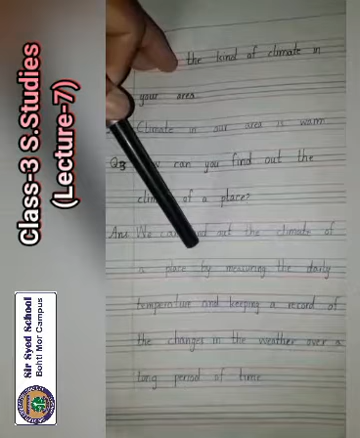 Class-3 S.Studies
(Lecture-7)
Sir Syed School
Bohti Mor Campus
the kind of climate in
your area.
Climate in our area is warm
Q3 can you find out the
of a place?
Ans We out the climate of
a place by measuring the daily
temperature and keeping a record of
the changes in the weather over a
long period of time.